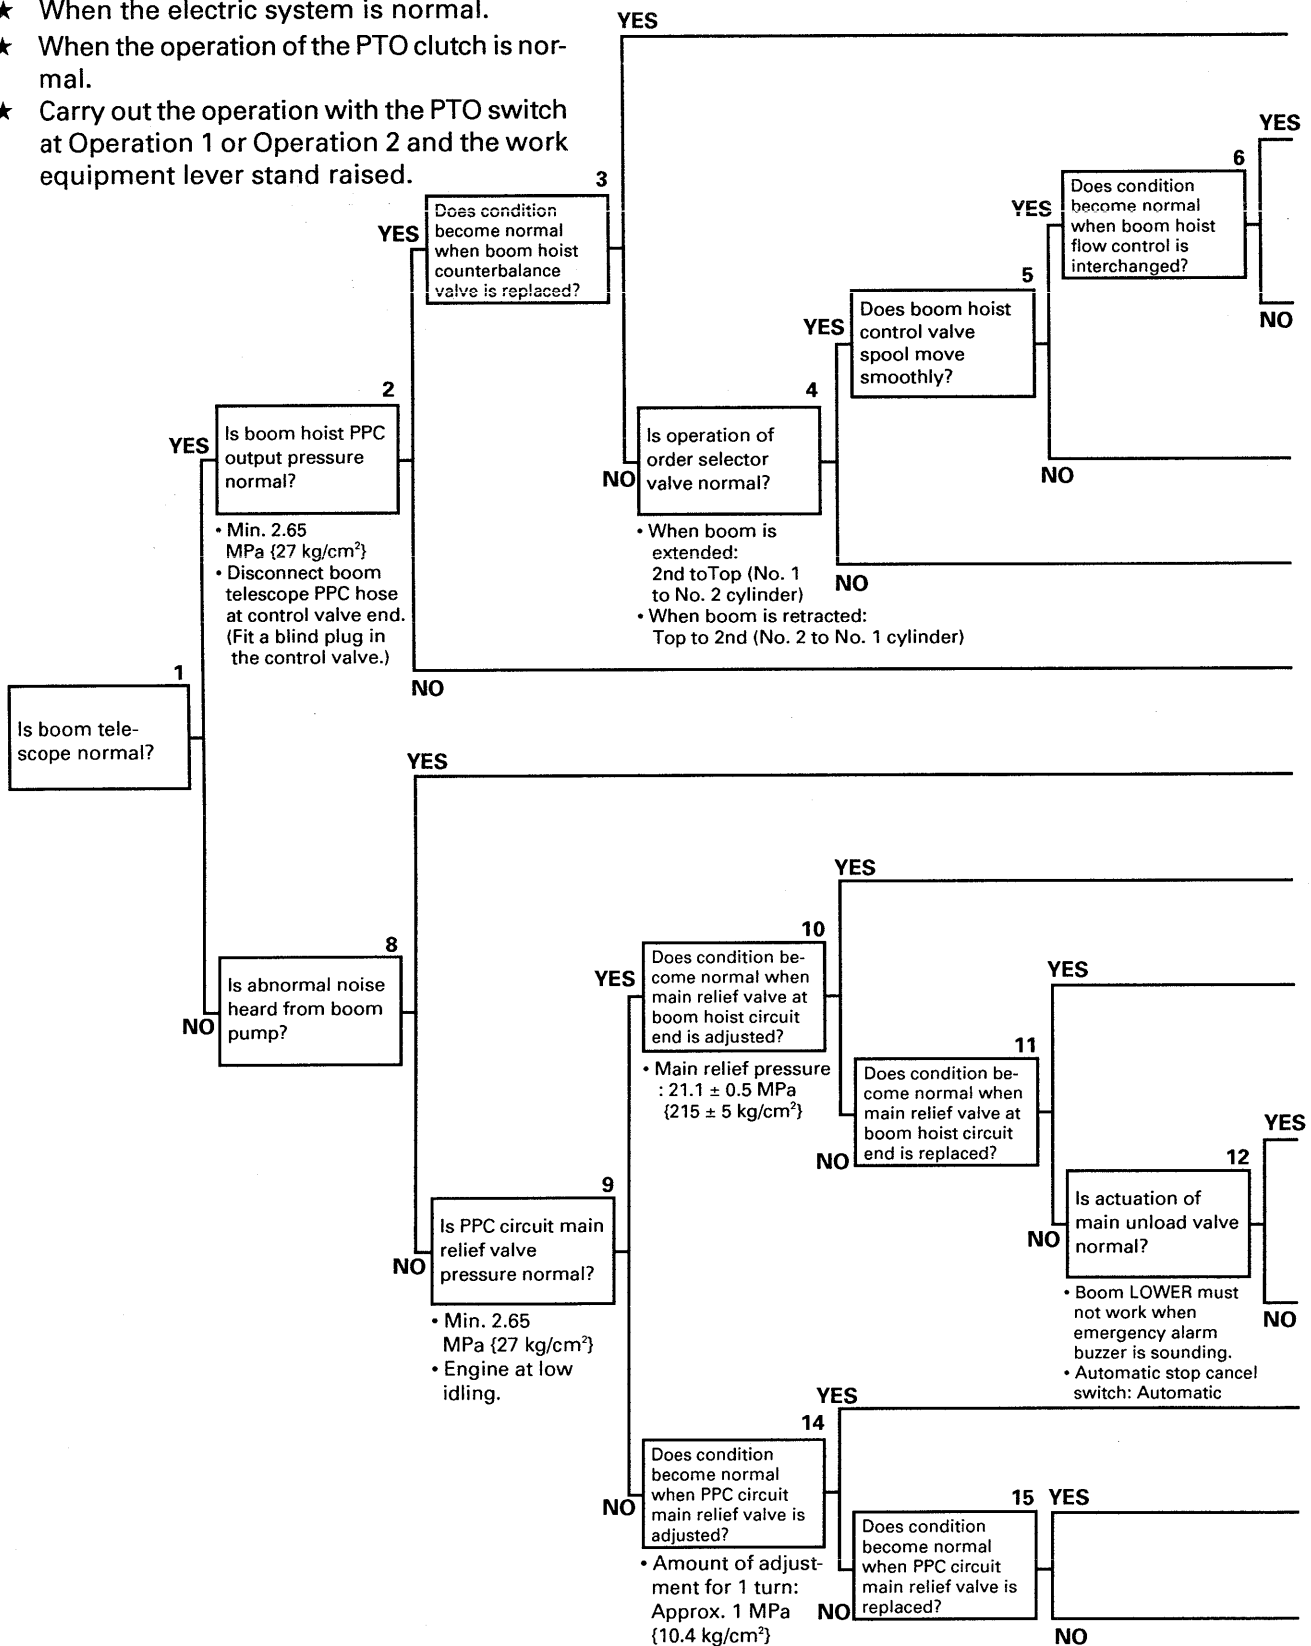 ★ When the electric system is normal.
★ When the operation of the PTO clutch is nor-
mal.
★ Carry out the operation with the PTO switch
at Operation 1 or Operation 2 and the work
equipment lever stand raised.
1
Is boom tele-
scope normal?
YES
NO
2
Is boom hoist PPC
output pressure
normal?
• Min. 2.65
MPa {27 kg/cm²}
• Disconnect boom
telescope PPC hose
at control valve end.
(Fit a blind plug in
the control valve.)
YES
NO
3
Does condition
become normal
when boom hoist
counterbalance
valve is replaced?
YES
NO
4
Is operation of
order selector
valve normal?
• When boom is
extended:
2nd toTop (No. 1
to No. 2 cylinder)
• When boom is retracted:
Top to 2nd (No. 2 to No. 1 cylinder)
YES
NO
5
Does boom hoist
control valve
spool move
smoothly?
YES
NO
6
Does condition
become normal
when boom hoist
flow control is
interchanged?
YES
NO
8
Is abnormal noise
heard from boom
pump?
YES
NO
9
Is PPC circuit main
relief valve
pressure normal?
• Min. 2.65
MPa {27 kg/cm²}
• Engine at low
idling.
YES
NO
10
Does condition be-
come normal when
main relief valve at
boom hoist circuit
end is adjusted?
• Main relief pressure
: 21.1 ± 0.5 MPa
{215 ± 5 kg/cm²}
YES
NO
11
Does condition be-
come normal when
main relief valve at
boom hoist circuit
end is replaced?
YES
NO
12
Is actuation of
main unload valve
normal?
• Boom LOWER must
not work when
emergency alarm
buzzer is sounding.
• Automatic stop cancel
switch: Automatic
YES
NO
14
Does condition
become normal
when PPC circuit
main relief valve is
adjusted?
• Amount of adjust-
ment for 1 turn:
Approx. 1 MPa
{10.4 kg/cm²}
YES
NO
15
Does condition
become normal
when PPC circuit
main relief valve is
replaced?
YES
NO